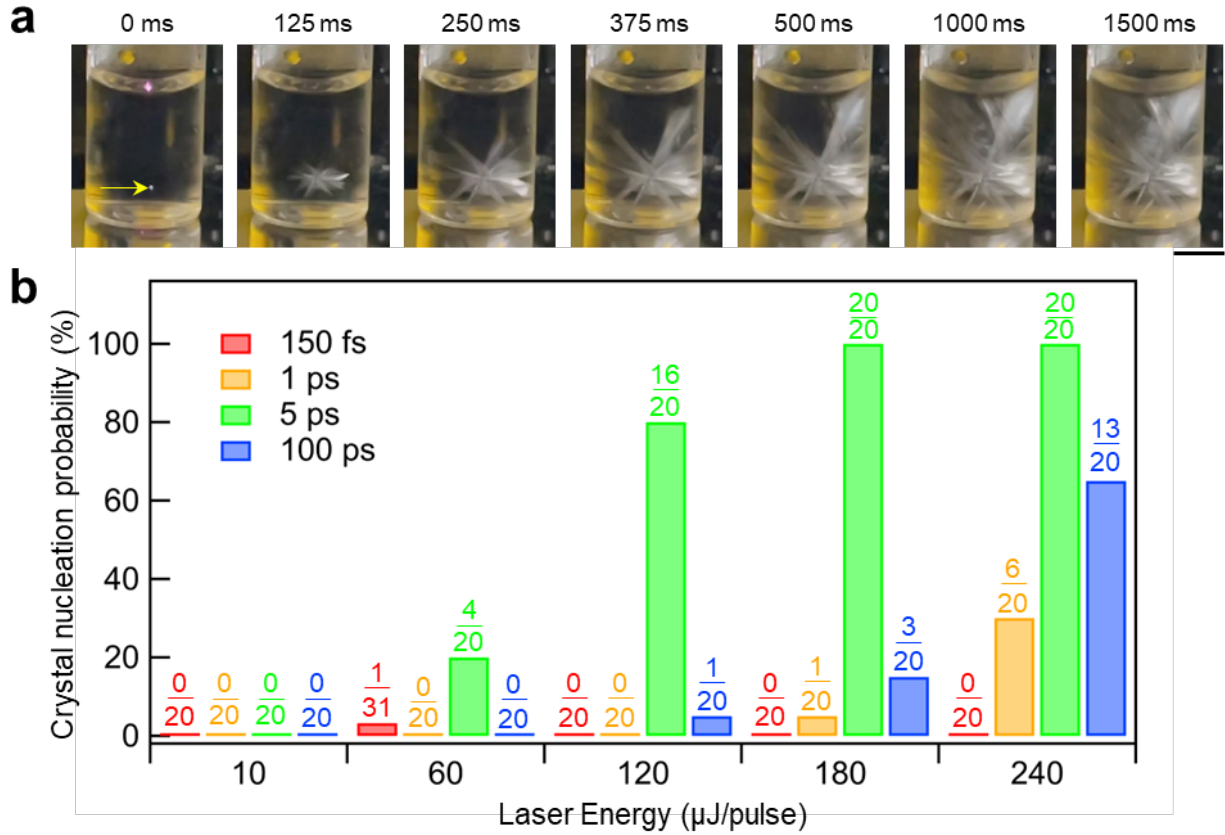 a
0 ms 125 ms 250 ms 375 ms 500 ms 1000 ms 1500 ms
b
Crystal nucleation probability (%)
100
80
60
40
20
0
150 fs
1 ps
5 ps
100 ps
0/20 0/20 0/20 0/20
1/31 0/20 4/20 0/20
0/20 0/20 16/20 1/20
0/20 1/20 20/20 3/20
0/20 6/20 20/20 13/20
10 60 120 180 240
Laser Energy (µJ/pulse)